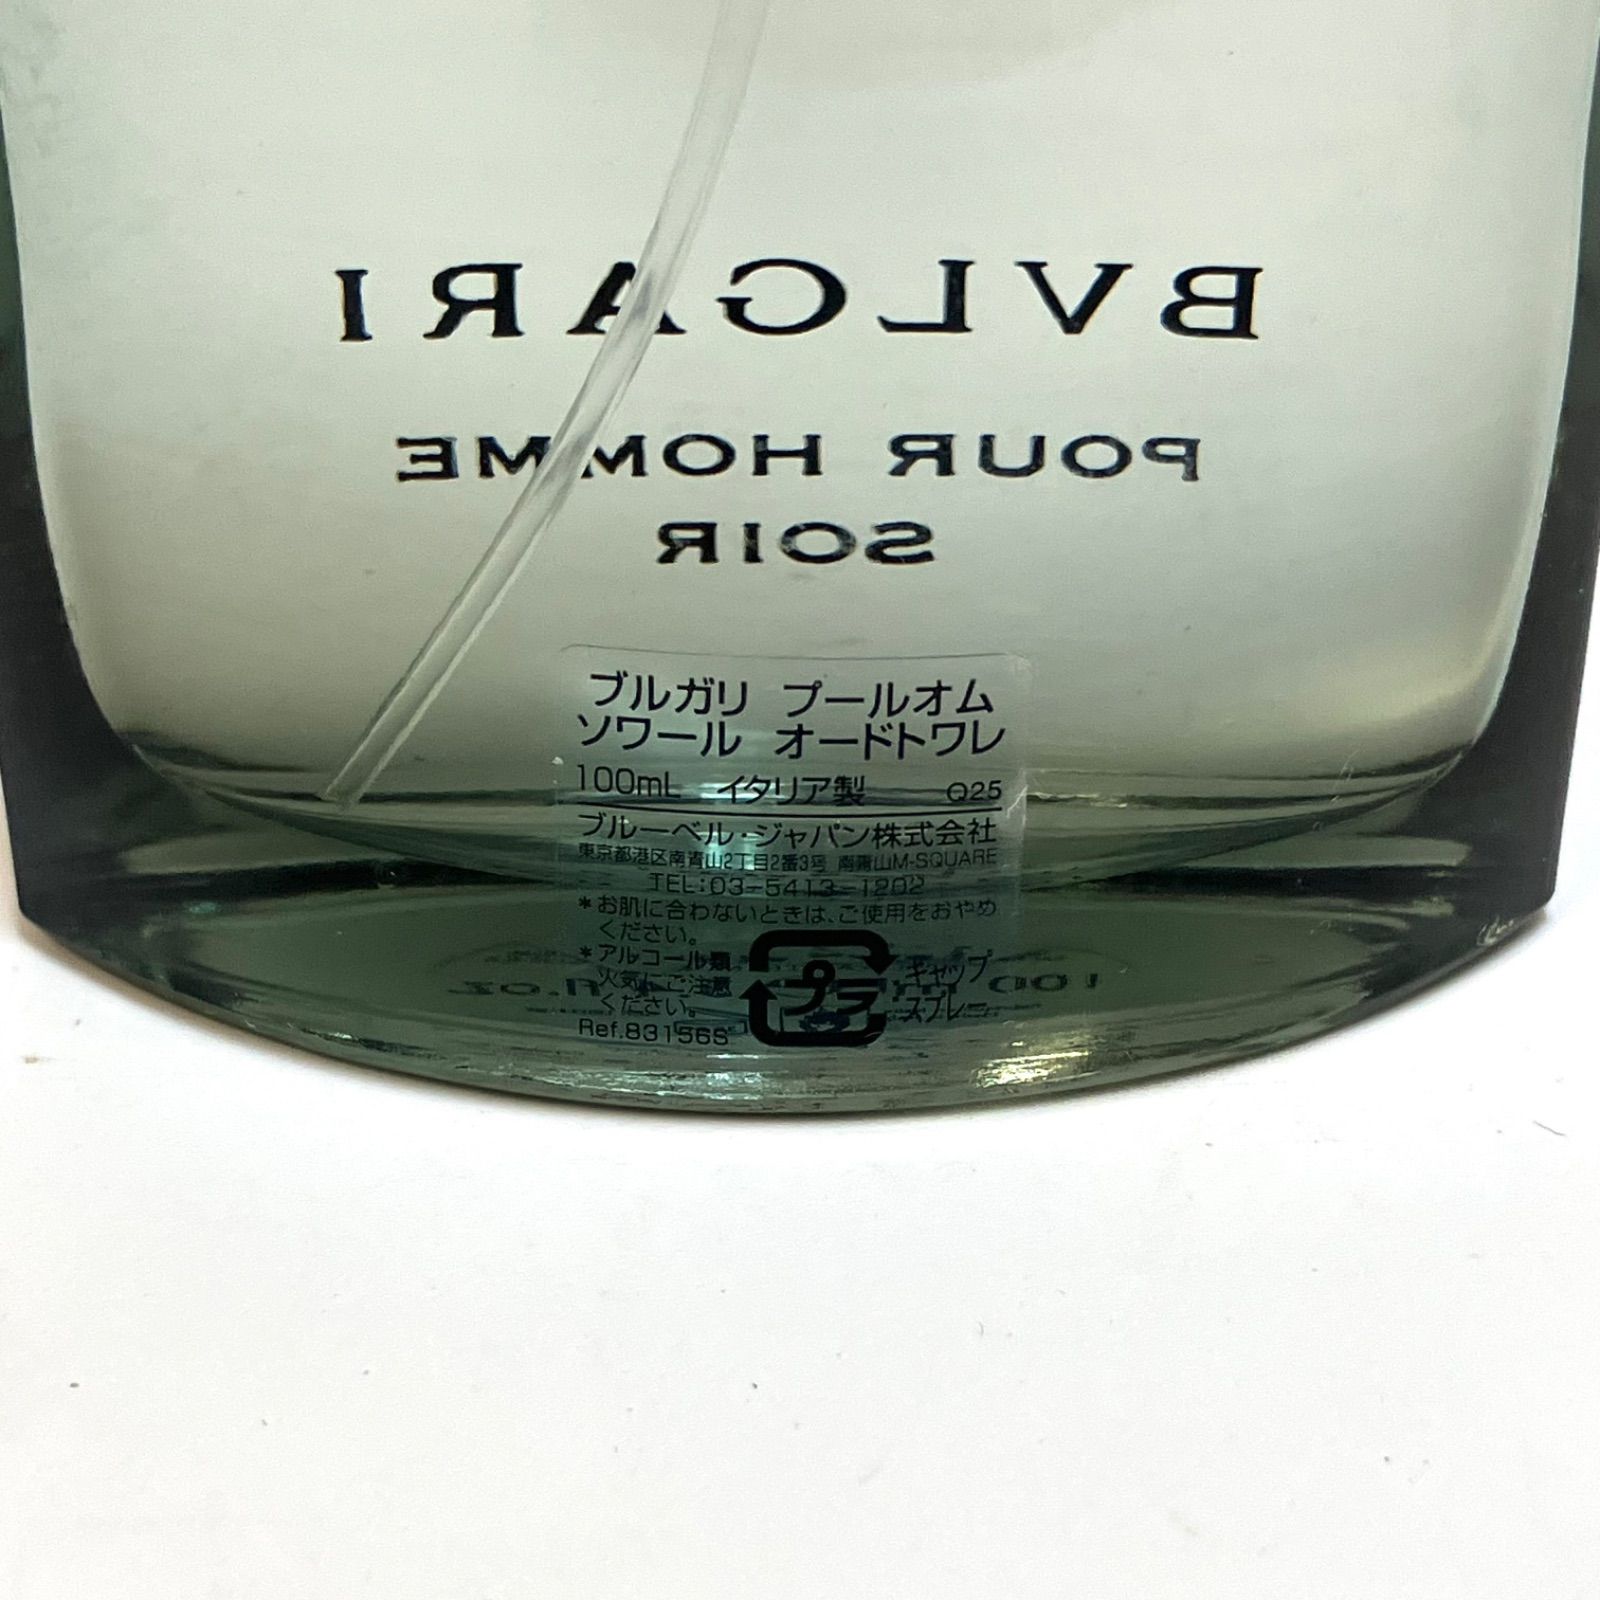 BVLGARI
POUR HOMME
SOIR
ブルガリ プールオム
ソワール オードトワレ
100mL イタリア製 Q25
ブルーベル・ジャパン株式会社
東京都港区南青山2丁目2番3号 南青山M-SQUARE
TEL:03-5413-1202
*お肌に合わないときは、ご使用をおやめ
ください。
*アルコール類
火気にご注意
ください。
Ref.83156S
プラ
キャップ
スプレー
100
fl.oz.